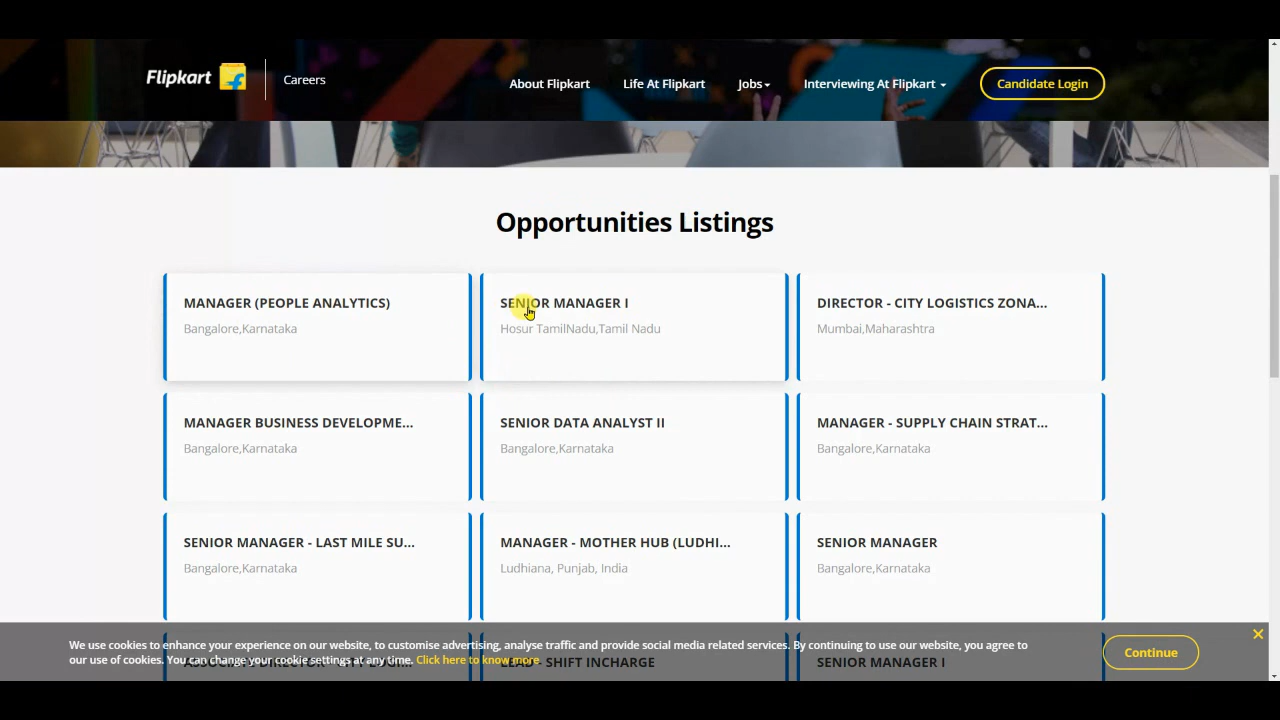 Flipkart
Careers
About Flipkart
Life At Flipkart
Jobs
Interviewing At Flipkart
Candidate Login
Opportunities Listings
MANAGER (PEOPLE ANALYTICS)
Bangalore,Karnataka
SENIOR MANAGER I
Hosur TamilNadu,Tamil Nadu
DIRECTOR - CITY LOGISTICS ZONA...
Mumbai,Maharashtra
MANAGER BUSINESS DEVELOPME...
Bangalore,Karnataka
SENIOR DATA ANALYST II
Bangalore,Karnataka
MANAGER - SUPPLY CHAIN STRAT...
Bangalore,Karnataka
SENIOR MANAGER - LAST MILE SU...
Bangalore,Karnataka
MANAGER - MOTHER HUB (LUDHI...
Ludhiana, Punjab, India
SENIOR MANAGER
Bangalore,Karnataka
We use cookies to enhance your experience on our website, to customise advertising, analyse traffic and provide social media related services. By continuing to use our website, you agree to
our use of cookies. You can change your cookie settings at any time. Click here to know more.
Continue
SHIFT INCHARGE
SENIOR MANAGER I